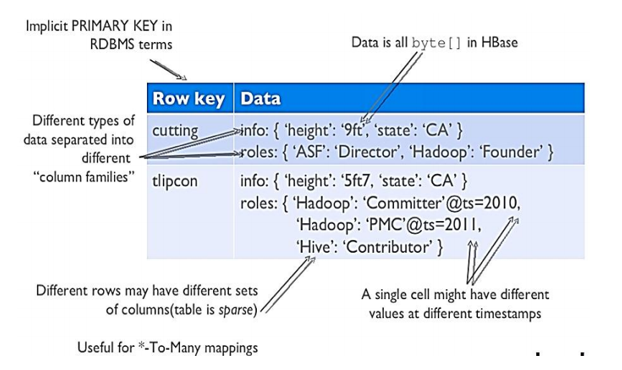 Implicit PRIMARY KEY in
RDBMS terms
Data is all byte[] in HBase
Row key Data
Different types of
data separated into
different
“column families”
cutting info: { ‘height’: ‘9ft’, ‘state’: ‘CA’ }
roles: { ‘ASF’: ‘Director’, ‘Hadoop’: ‘Founder’ }
tlipcon info: { ‘height’: ‘5ft7, ‘state’: ‘CA’ }
roles: { ‘Hadoop’: ‘Committer’@ts=2010,
‘Hadoop’: ‘PMC’@ts=2011,
‘Hive’: ‘Contributor’ }
Different rows may have different sets
of columns(table is sparse)
A single cell might have different
values at different timestamps
Useful for *-To-Many mappings